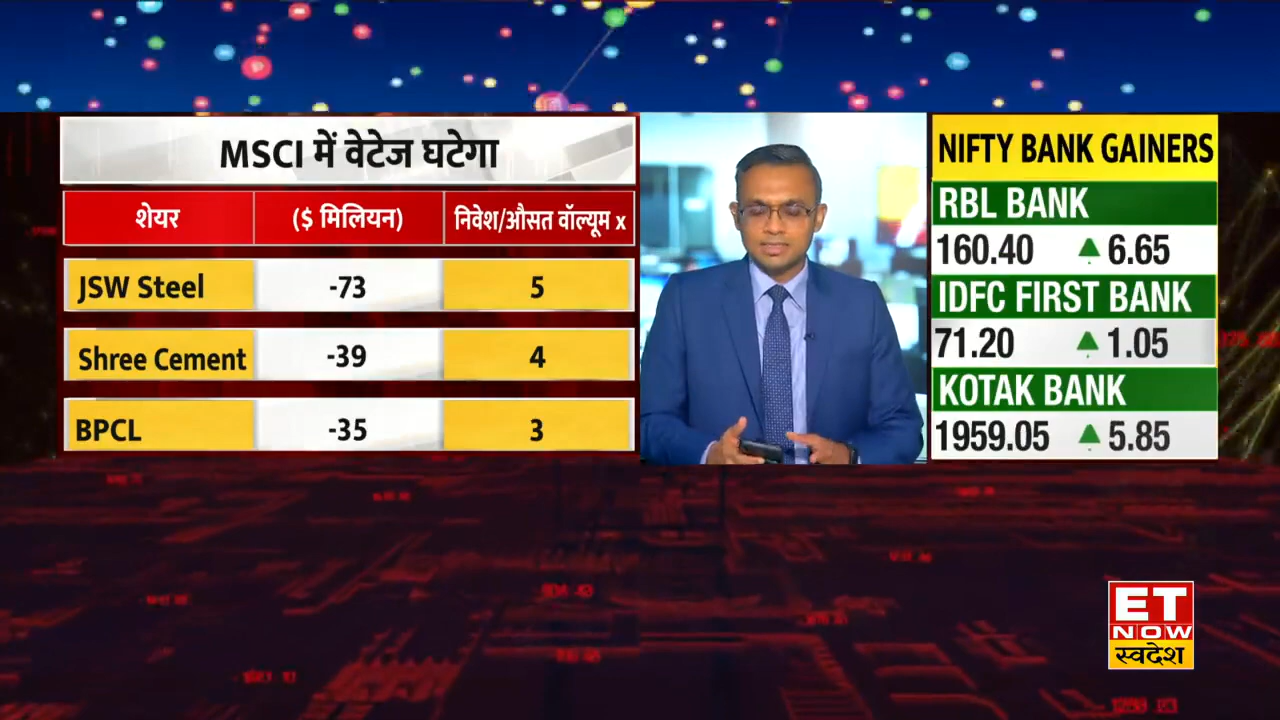 MSCI में वेटेज घटेगा
शेयर ($ मिलियन) निवेश/औसत वॉल्यूम x
JSW Steel -73 5
Shree Cement -39 4
BPCL -35 3
NIFTY BANK GAINERS
RBL BANK
160.40 ▲ 6.65
IDFC FIRST BANK
71.20 ▲ 1.05
KOTAK BANK
1959.05 ▲ 5.85
ET
NOW
स्वदेश